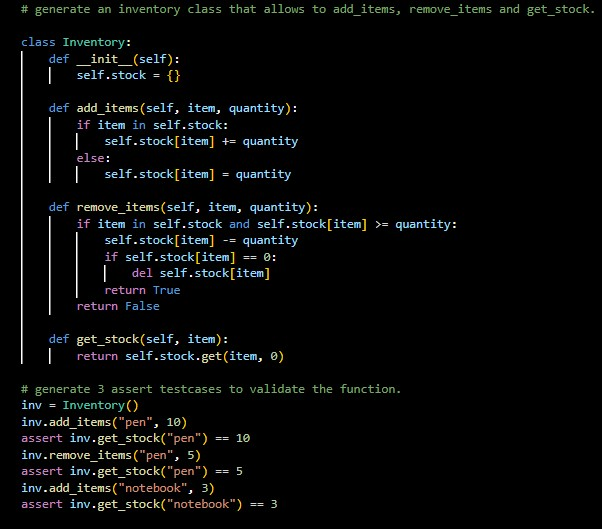 # generate an inventory class that allows to add_items, remove_items and get_stock.

class Inventory:
    def __init__(self):
        self.stock = {}

    def add_items(self, item, quantity):
        if item in self.stock:
            self.stock[item] += quantity
        else:
            self.stock[item] = quantity

    def remove_items(self, item, quantity):
        if item in self.stock and self.stock[item] >= quantity:
            self.stock[item] -= quantity
            if self.stock[item] == 0:
                del self.stock[item]
            return True
        return False

    def get_stock(self, item):
        return self.stock.get(item, 0)

# generate 3 assert testcases to validate the function.
inv = Inventory()
inv.add_items("pen", 10)
assert inv.get_stock("pen") == 10
inv.remove_items("pen", 5)
assert inv.get_stock("pen") == 5
inv.add_items("notebook", 3)
assert inv.get_stock("notebook") == 3